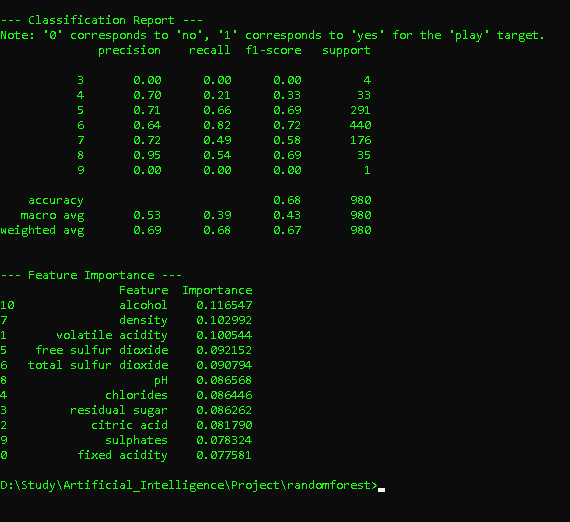 --- Classification Report ---
Note: '0' corresponds to 'no', '1' corresponds to 'yes' for the 'play' target.
precision recall f1-score support
3 0.00 0.00 0.00 4
4 0.70 0.21 0.33 33
5 0.71 0.66 0.69 291
6 0.64 0.82 0.72 440
7 0.72 0.49 0.58 176
8 0.95 0.54 0.69 35
9 0.00 0.00 0.00 1
accuracy 0.68 980
macro avg 0.53 0.39 0.43 980
weighted avg 0.69 0.68 0.67 980
--- Feature Importance ---
Feature Importance
10 alcohol 0.116547
7 density 0.102992
1 volatile acidity 0.100544
5 free sulfur dioxide 0.092152
6 total sulfur dioxide 0.090794
8 pH 0.086568
4 chlorides 0.086446
3 residual sugar 0.086262
2 citric acid 0.081790
9 sulphates 0.078324
0 fixed acidity 0.077581
D:\Study\Artificial_Intelligence\Project\randomforest>